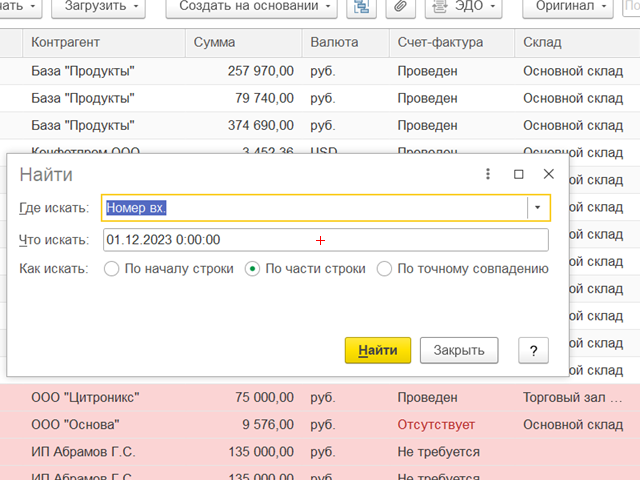 Загрузить Создать на основании ЭДО Оригинал
Контрагент Сумма Валюта Счет-фактура Склад
База "Продукты" 257 970,00 руб. Проведен Основной склад
База "Продукты" 79 740,00 руб. Проведен Основной склад
База "Продукты" 374 690,00 руб. Проведен Основной склад
Конфетпром ООО 3 452,36 USD Проведен Основной склад
Найти
Где искать: Номер вх.
Что искать: 01.12.2023 0:00:00
Как искать: По началу строки По части строки По точному совпадению
Найти Закрыть ?
ООО "Цитроникс" 75 000,00 руб. Проведен Торговый зал ...
ООО "Основа" 9 576,00 руб. Отсутствует Основной склад
ИП Абрамов Г.С. 135 000,00 руб. Не требуется
ИП Абрамов Г.С. 135 000,00 руб. Не требуется